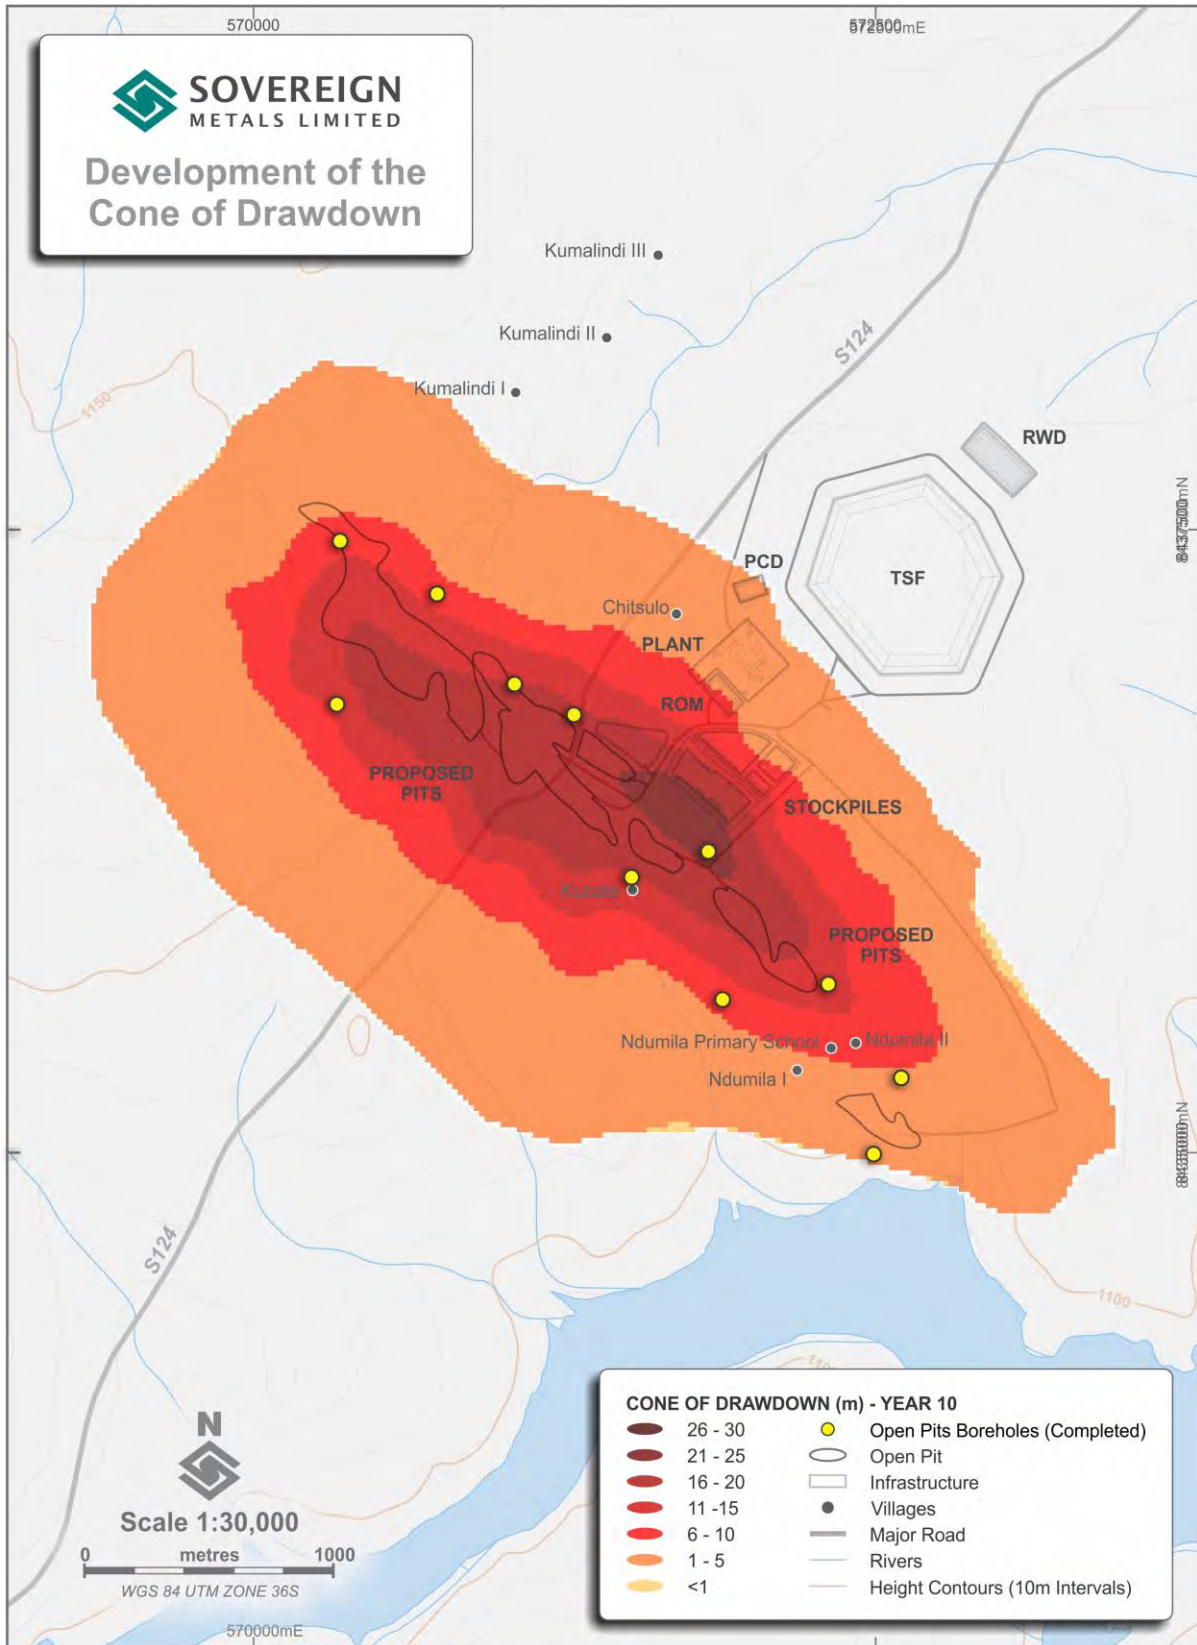 570000
572500
572500mE
SOVEREIGN
METALS LIMITED
Development of the
Cone of Drawdown
Kumalindi III
Kumalindi II
S124
Kumalindi I
1150
RWD
8437500mN
PCD
TSF
Chitsulo
PLANT
ROM
PROPOSED
PITS
STOCKPILES
PROPOSED
PITS
Ndumila Primary School
Ndumila II
Ndumila I
8435000mN
S124
1100
N
Scale 1:30,000
0 metres 1000
WGS 84 UTM ZONE 36S
570000mE
CONE OF DRAWDOWN (m) - YEAR 10
26 - 30 Open Pits Boreholes (Completed)
21 - 25 Open Pit
16 - 20 Infrastructure
11 -15 Villages
6 - 10 Major Road
1 - 5 Rivers
<1 Height Contours (10m Intervals)